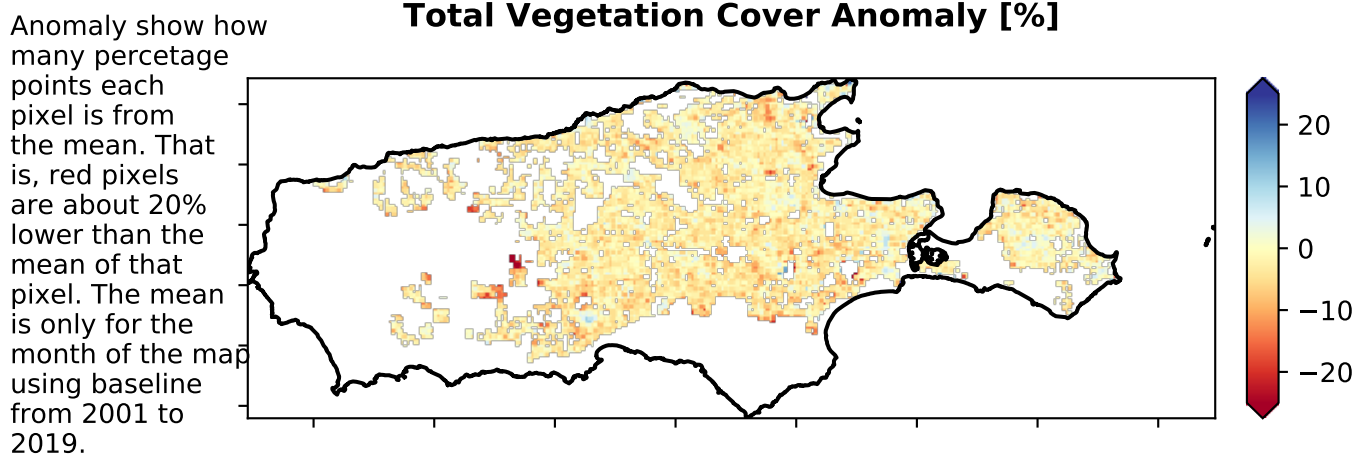 Total Vegetation Cover Anomaly [%]
Anomaly show how
many percetage
points each
pixel is from
the mean. That
is, red pixels
are about 20%
lower than the
mean of that
pixel. The mean
is only for the
month of the map
using baseline
from 2001 to
2019.
20
10
0
−10
−20